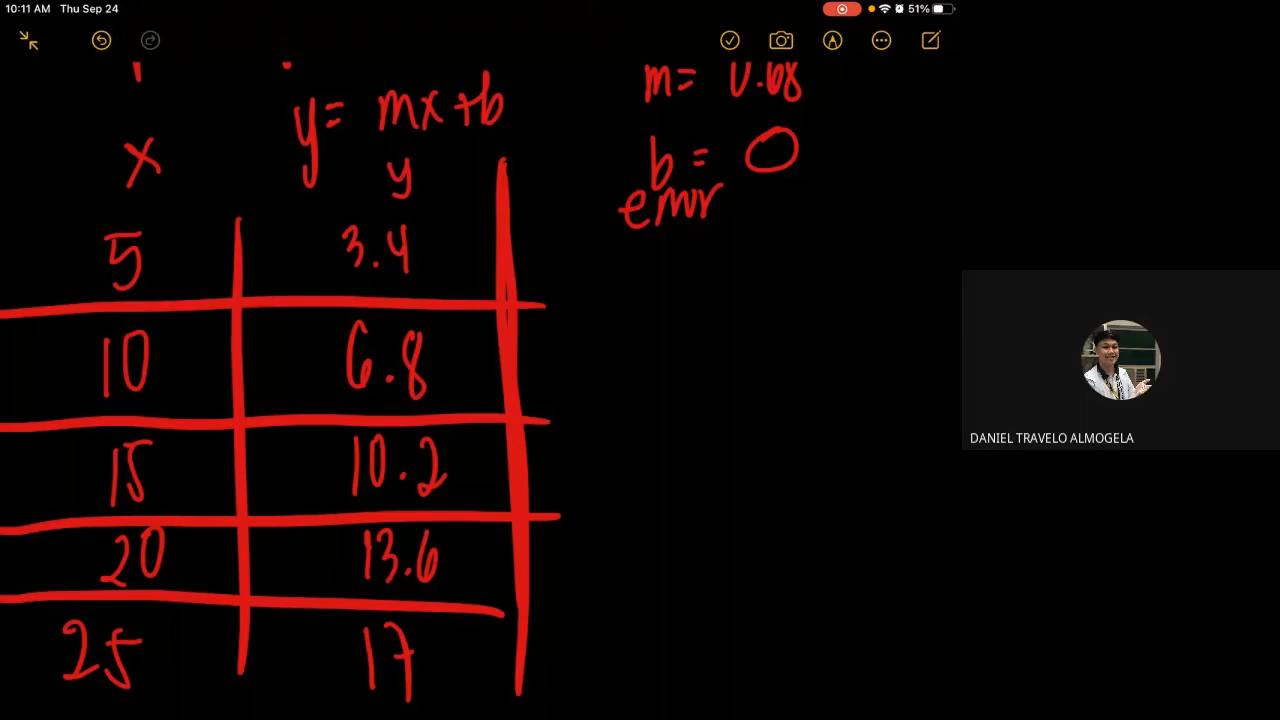 10:11 AM Thu Sep 24
51%
y = mx + b
m = 0.68
x
y
b = 0
error
5
3.4
10
6.8
15
10.2
20
13.6
25
17
DANIEL TRAVELO ALMOGELA